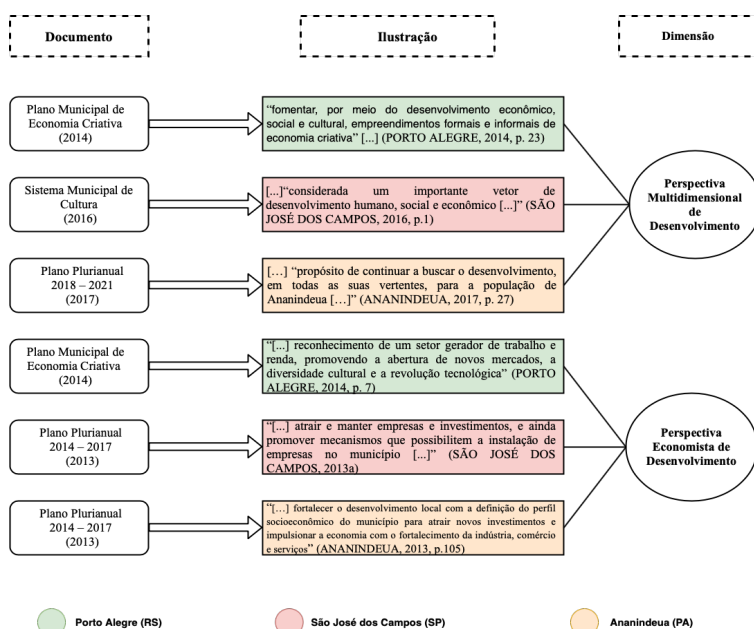 Documento
Ilustração
Dimensão
Plano Municipal de
Economia Criativa
(2014)
“fomentar, por meio do desenvolvimento econômico,
social e cultural, empreendimentos formais e informais de
economia criativa” [...] (PORTO ALEGRE, 2014, p. 23)
Sistema Municipal de
Cultura
(2016)
[...]“considerada um importante vetor de
desenvolvimento humano, social e econômico [...]” (SÃO
JOSÉ DOS CAMPOS, 2016, p.1)
Perspectiva
Multidimensional
de
Desenvolvimento
Plano Plurianual
2018 – 2021
(2017)
[…] “propósito de continuar a buscar o desenvolvimento,
em todas as suas vertentes, para a população de
Ananindeua […]” (ANANINDEUA, 2017, p. 27)
Plano Municipal de
Economia Criativa
(2014)
“[...] reconhecimento de um setor gerador de trabalho e
renda, promovendo a abertura de novos mercados, a
diversidade cultural e a revolução tecnológica” (PORTO
ALEGRE, 2014, p. 7)
Plano Plurianual
2014 – 2017
(2013)
“[...] atrair e manter empresas e investimentos, e ainda
promover mecanismos que possibilitem a instalação de
empresas no município [...]” (SÃO JOSÉ DOS
CAMPOS, 2013a)
Perspectiva
Economista de
Desenvolvimento
Plano Plurianual
2014 – 2017
(2013)
“[…] fortalecer o desenvolvimento local com a definição do perfil
socioeconômico do município para atrair novos investimentos e
impulsionar a economia com o fortalecimento da indústria, comércio
e serviços” (ANANINDEUA, 2013, p.105)
Porto Alegre (RS)
São José dos Campos (SP)
Ananindeua (PA)